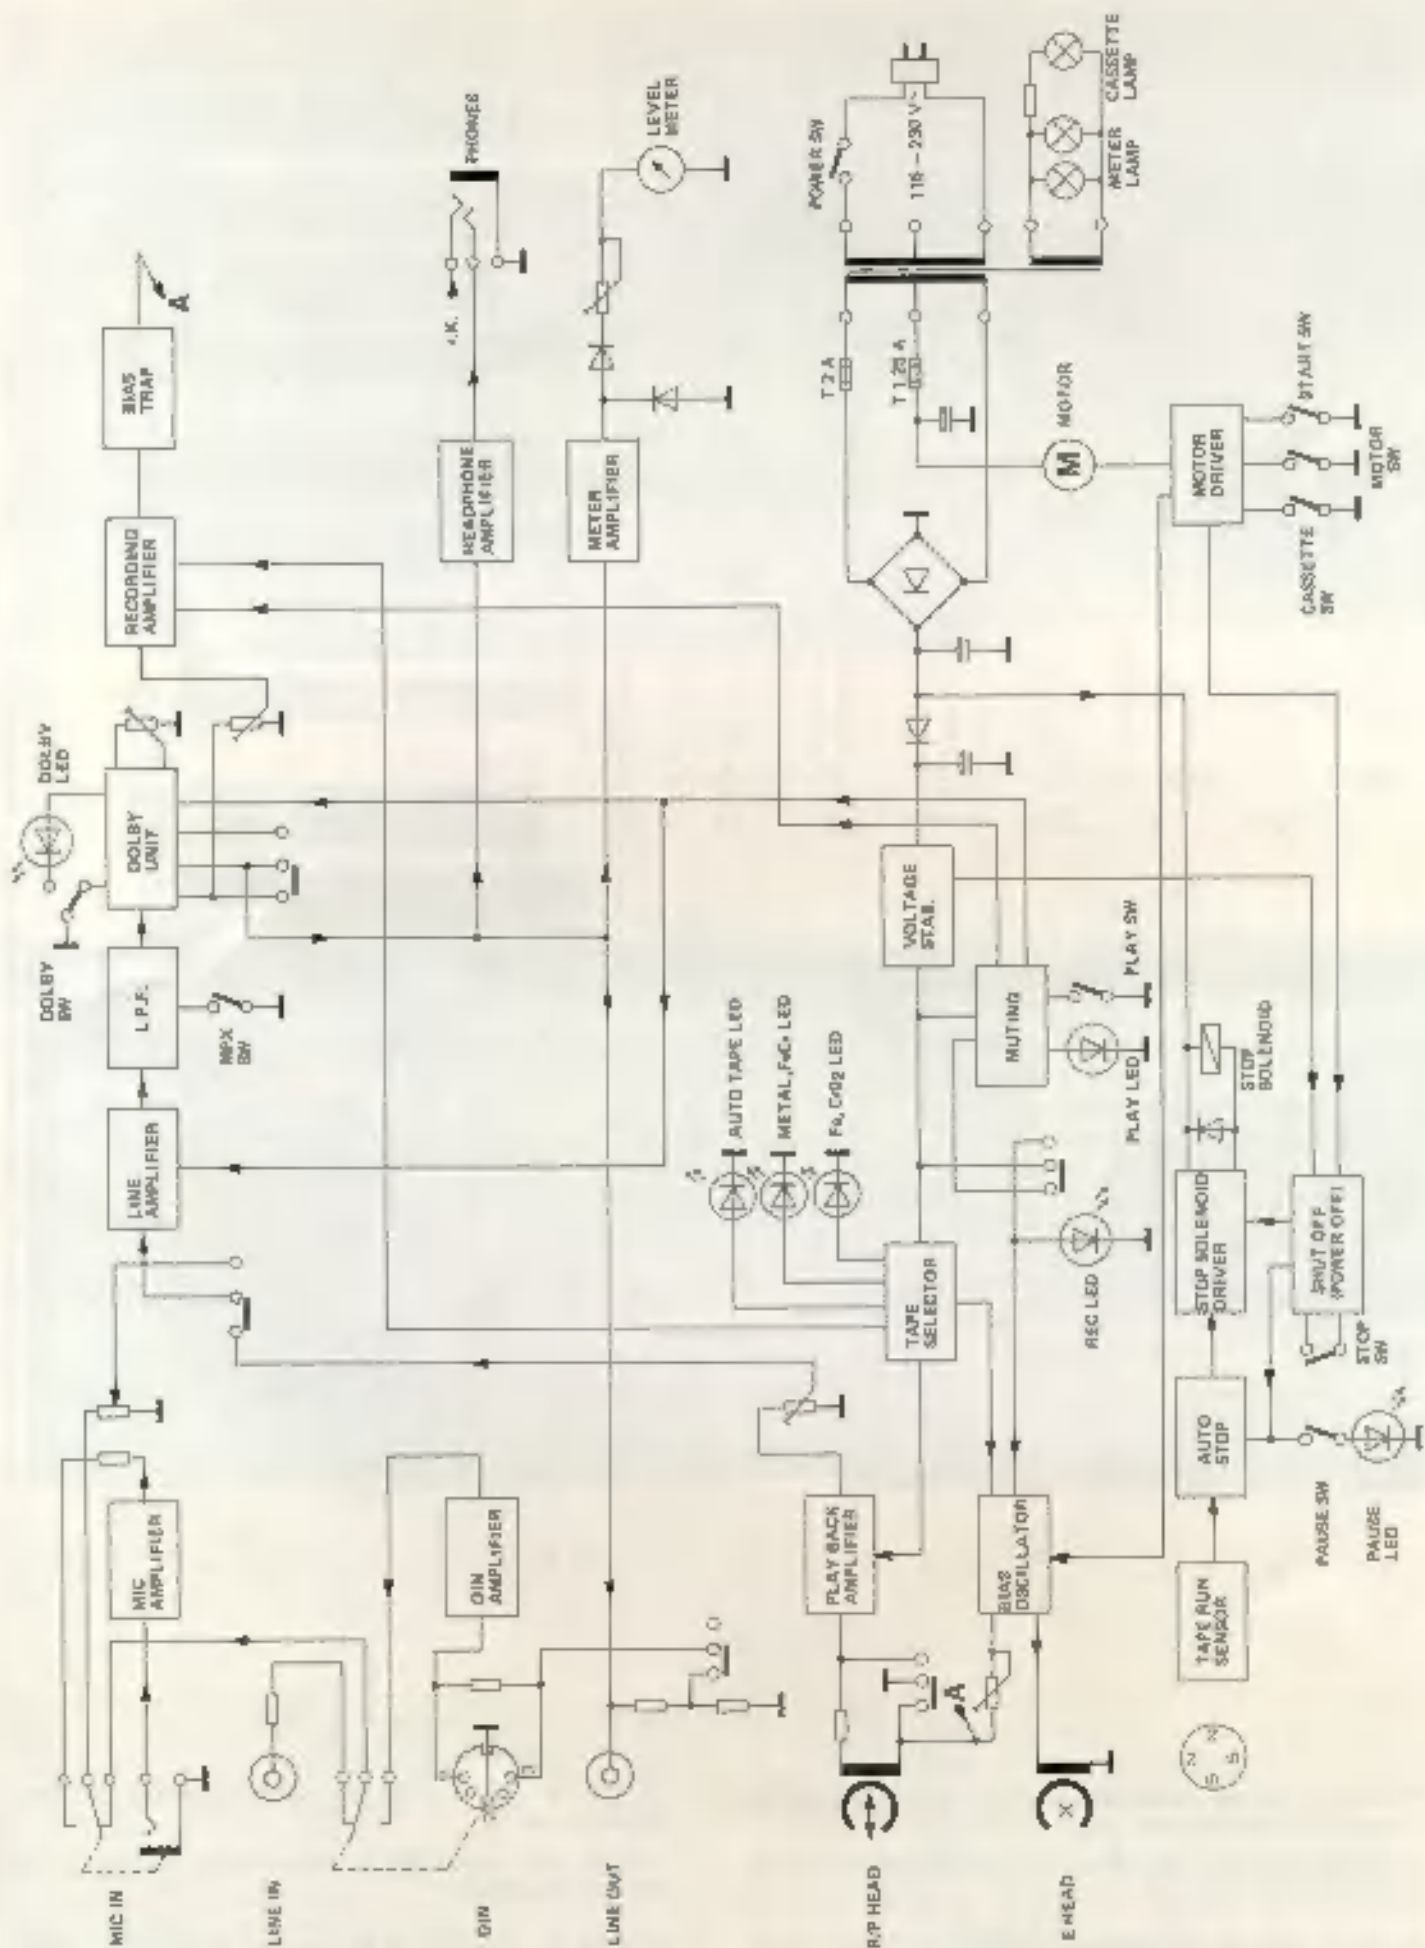 MIC IN
LINE IN
DIN
LINE OUT
R/P HEAD
E HEAD
MIC
AMPLIFIER
DIN
AMPLIFIER
PLAY BACK
AMPLIFIER
BIAS
OSCILLATOR
TAPE RUN
SENSOR
A
AUTO
STOP
PAUSE SW
PAUSE
LED
LINE
AMPLIFIER
TAPE
SELECTOR
AUTO TAPE LED
METAL, FeCr LED
Fe, CrO2 LED
REC LED
STOP SOLENOID
DRIVER
SHUT OFF
(POWER OFF)
STOP
SW
STOP
SOLENOID
L.P.F.
MPX
SW
DOLBY
SW
DOLBY
UNIT
DOLBY
LED
VOLTAGE
STAB.
MUTING
PLAY SW
PLAY LED
RECORDING
AMPLIFIER
HEADPHONE
AMPLIFIER
METER
AMPLIFIER
BIAS
TRAP
A
PHONES
LEVEL
METER
T 2 A
T 1.25 A
MOTOR
M
MOTOR
DRIVER
CASSETTE
SW
MOTOR
SW
START SW
POWER SW
METER
LAMP
CASSETTE
LAMP
N
N
S
S